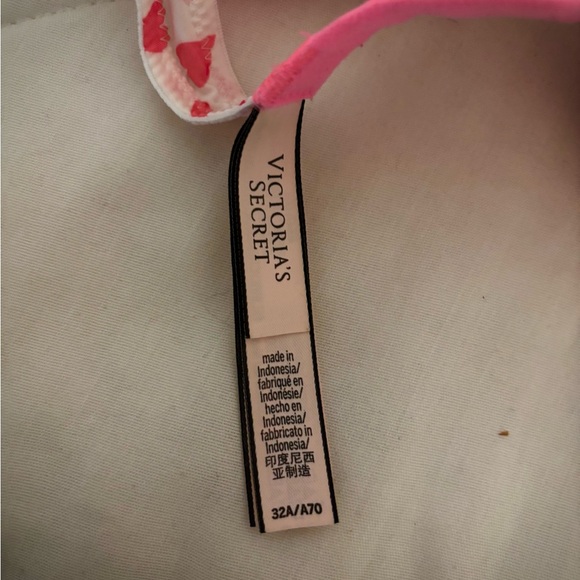 VICTORIA'S
SECRET
made in
Indonesia/
fabriqué en
Indonésie/
hecho en
Indonesia/
fabbricato in
Indonesia/
印度尼西
亚制造
32A/A70